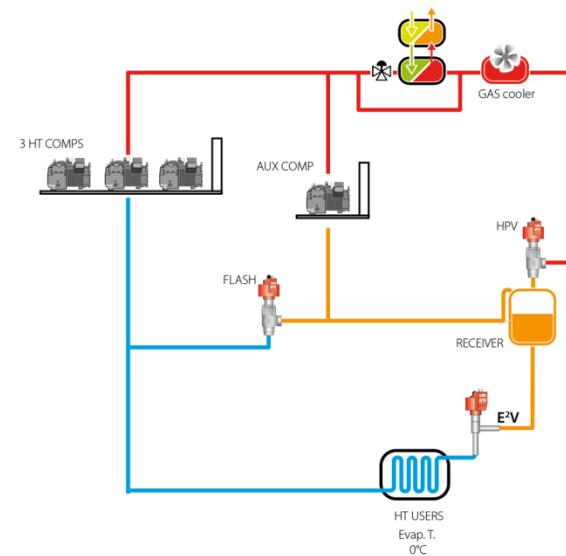 GAS cooler
3 HT COMPS
AUX COMP
HPV
FLASH
RECEIVER
E²V
HT USERS
Evap. T.
0°C